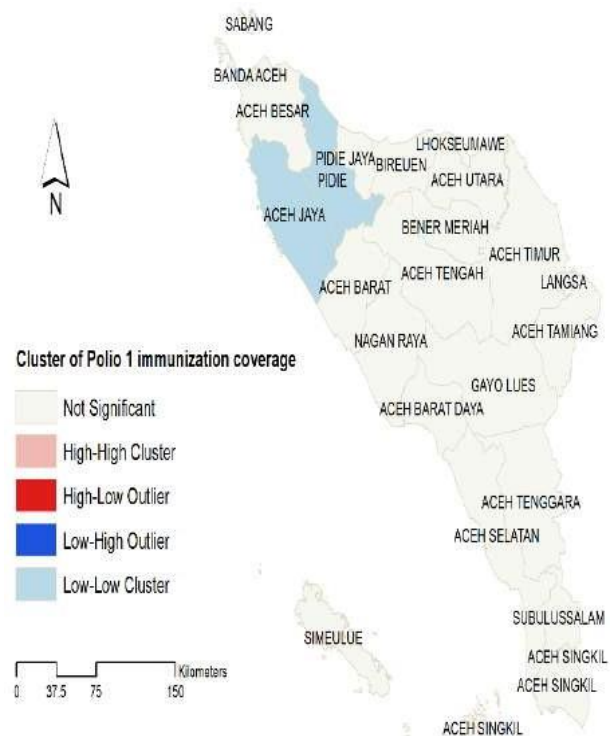 SABANG
BANDA ACEH
ACEH BESAR
LHOKSEUMAWE
PIDIE JAYA
BIREUEN
PIDIE
ACEH UTARA
N
ACEH JAYA
BENER MERIAH
ACEH TIMUR
ACEH TENGAH
LANGSA
ACEH BARAT
ACEH TAMIANG
NAGAN RAYA
GAYO LUES
ACEH BARAT DAYA
ACEH TENGGARA
ACEH SELATAN
SUBULUSSALAM
SIMEULUE
ACEH SINGKIL
ACEH SINGKIL
ACEH SINGKIL
Cluster of Polio 1 immunization coverage
Not Significant
High-High Cluster
High-Low Outlier
Low-High Outlier
Low-Low Cluster
Kilometers
0 37.5 75 150